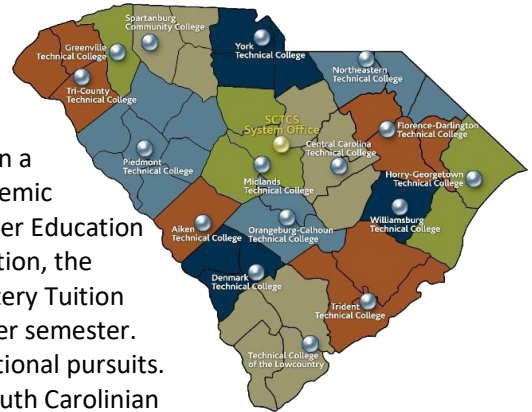 Spartanburg
Community College
Greenville
Technical College
York
Technical College
Northeastern
Technical College
Tri-County
Technical College
SCTCS
System Office
Florence-Darlington
Technical College
Central Carolina
Technical College
Piedmont
Technical College
Midlands
Technical College
Horry-Georgetown
Technical College
Williamsburg
Technical College
Aiken
Technical College
Orangeburg-Calhoun
Technical College
Denmark
Technical College
Trident
Technical College
Technical College
of the Lowcountry
n a
emic
er Education
tion, the
tery Tuition
er semester.
tional pursuits.
uth Carolinian